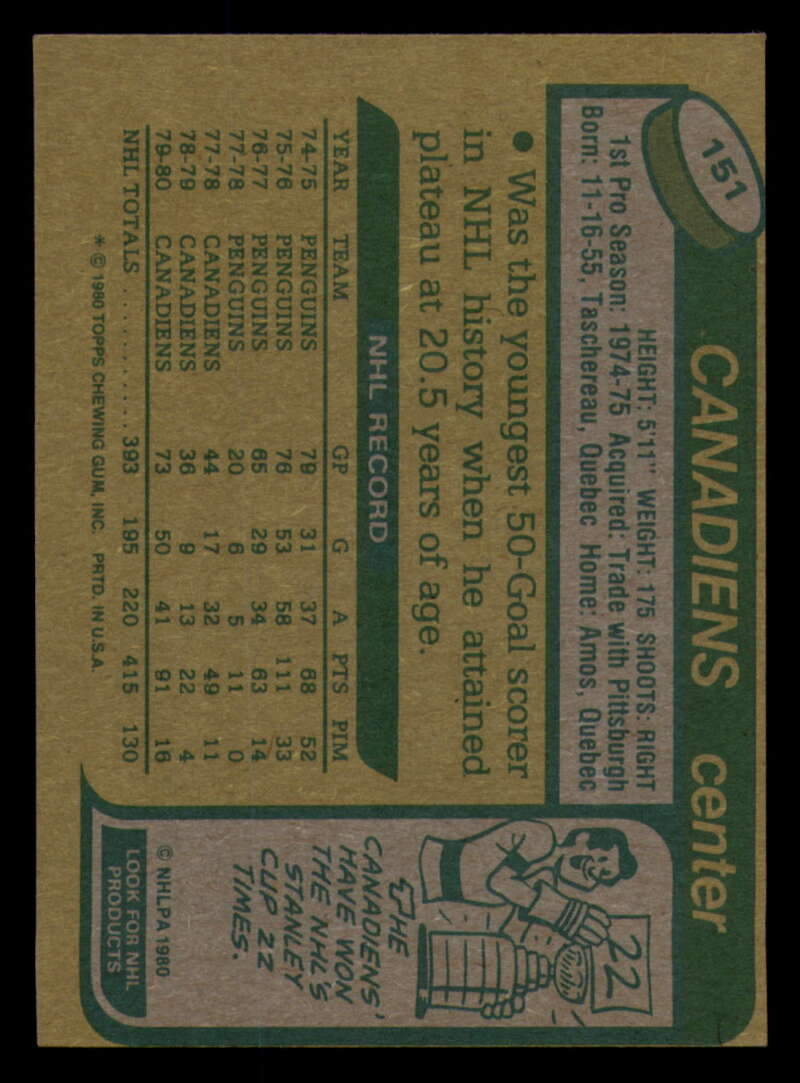 151
CANADIENS center
HEIGHT: 5'11" WEIGHT: 175 SHOOTS: RIGHT
1st Pro Season: 1974-75 Acquired: Trade with Pittsburgh
Born: 11-16-55, Taschereau, Quebec Home: Amos, Quebec
● Was the youngest 50-Goal scorer
in NHL history when he attained
plateau at 20.5 years of age.
NHL RECORD
YEAR TEAM GP G A PTS PIM
74-75 PENGUINS 79 31 37 68 52
75-76 PENGUINS 76 53 58 111 33
76-77 PENGUINS 65 29 34 63 14
77-78 PENGUINS 20 6 5 11 0
77-78 CANADIENS 44 17 32 49 11
78-79 CANADIENS 36 9 13 22 4
79-80 CANADIENS 73 50 41 91 16
NHL TOTALS ........... 393 195 220 415 130
* © 1980 TOPPS CHEWING GUM, INC. PRTD. IN U.S.A.
22
THE
CANADIENS'
HAVE WON
THE NHL'S
STANLEY
CUP 22
TIMES.
© NHLPA 1980
LOOK FOR NHL
PRODUCTS